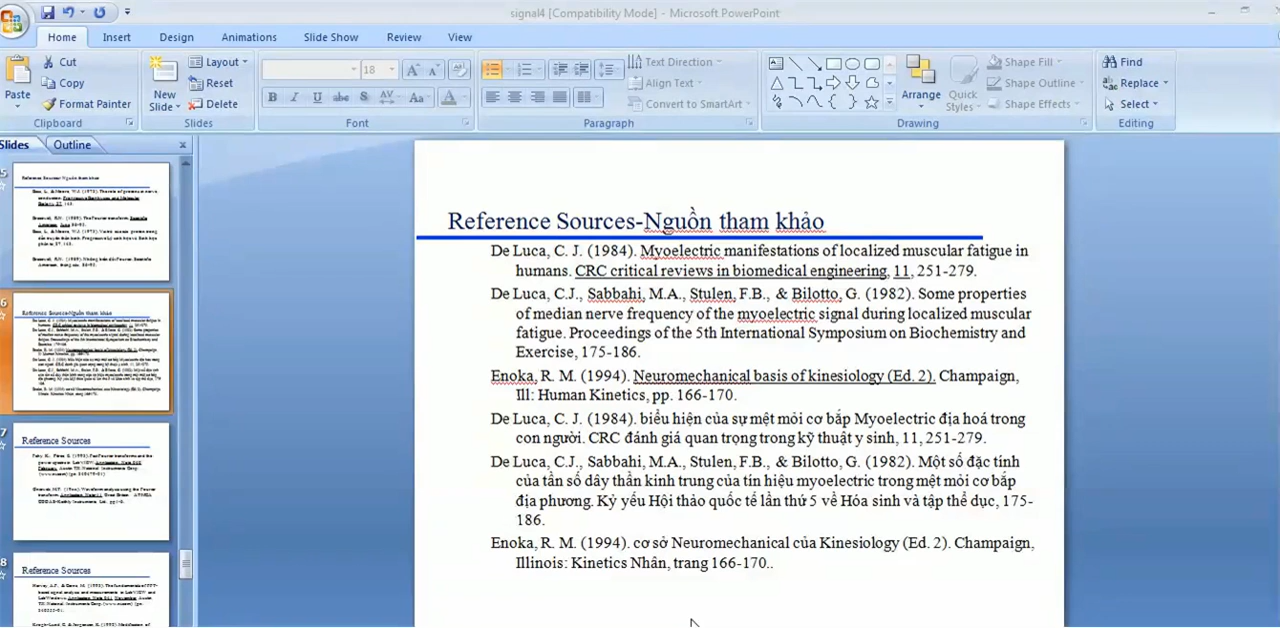 signal4 [Compatibility Mode] - Microsoft PowerPoint
Home Insert Design Animations Slide Show Review View
Cut Layout 18 Text Direction Shape Fill Find
Paste Copy New Slide Reset Align Text Arrange Quick Styles Shape Outline Replace
Format Painter Delete Convert to SmartArt Shape Effects Select
Clipboard Slides Font Paragraph Drawing Editing
Slides Outline
Reference Sources-Nguồn tham khảo
De Luca, C. J. (1984). Myoelectric manifestations of localized muscular fatigue in
humans. CRC critical reviews in biomedical engineering, 11, 251-279.
De Luca, C.J., Sabbahi, M.A., Stulen, F.B., & Bilotto, G. (1982). Some properties
of median nerve frequency of the myoelectric signal during localized muscular
fatigue. Proceedings of the 5th International Symposium on Biochemistry and
Exercise, 175-186.
Enoka, R. M. (1994). Neuromechanical basis of kinesiology (Ed. 2). Champaign,
Ill: Human Kinetics, pp. 166-170.
De Luca, C. J. (1984). biểu hiện của sự mệt mỏi cơ bắp Myoelectric địa hoá trong
con người. CRC đánh giá quan trọng trong kỹ thuật y sinh, 11, 251-279.
De Luca, C.J., Sabbahi, M.A., Stulen, F.B., & Bilotto, G. (1982). Một số đặc tính
của tần số dây thần kinh trung của tín hiệu myoelectric trong mệt mỏi cơ bắp
địa phương. Kỷ yếu Hội thảo quốc tế lần thứ 5 về Hóa sinh và tập thể dục, 175-
186.
Enoka, R. M. (1994). cơ sở Neuromechanical của Kinesiology (Ed. 2). Champaign,
Illinois: Kinetics Nhân, trang 166-170..
6
Reference Sources-Nguồn tham khảo
7
Reference Sources
8
Reference Sources